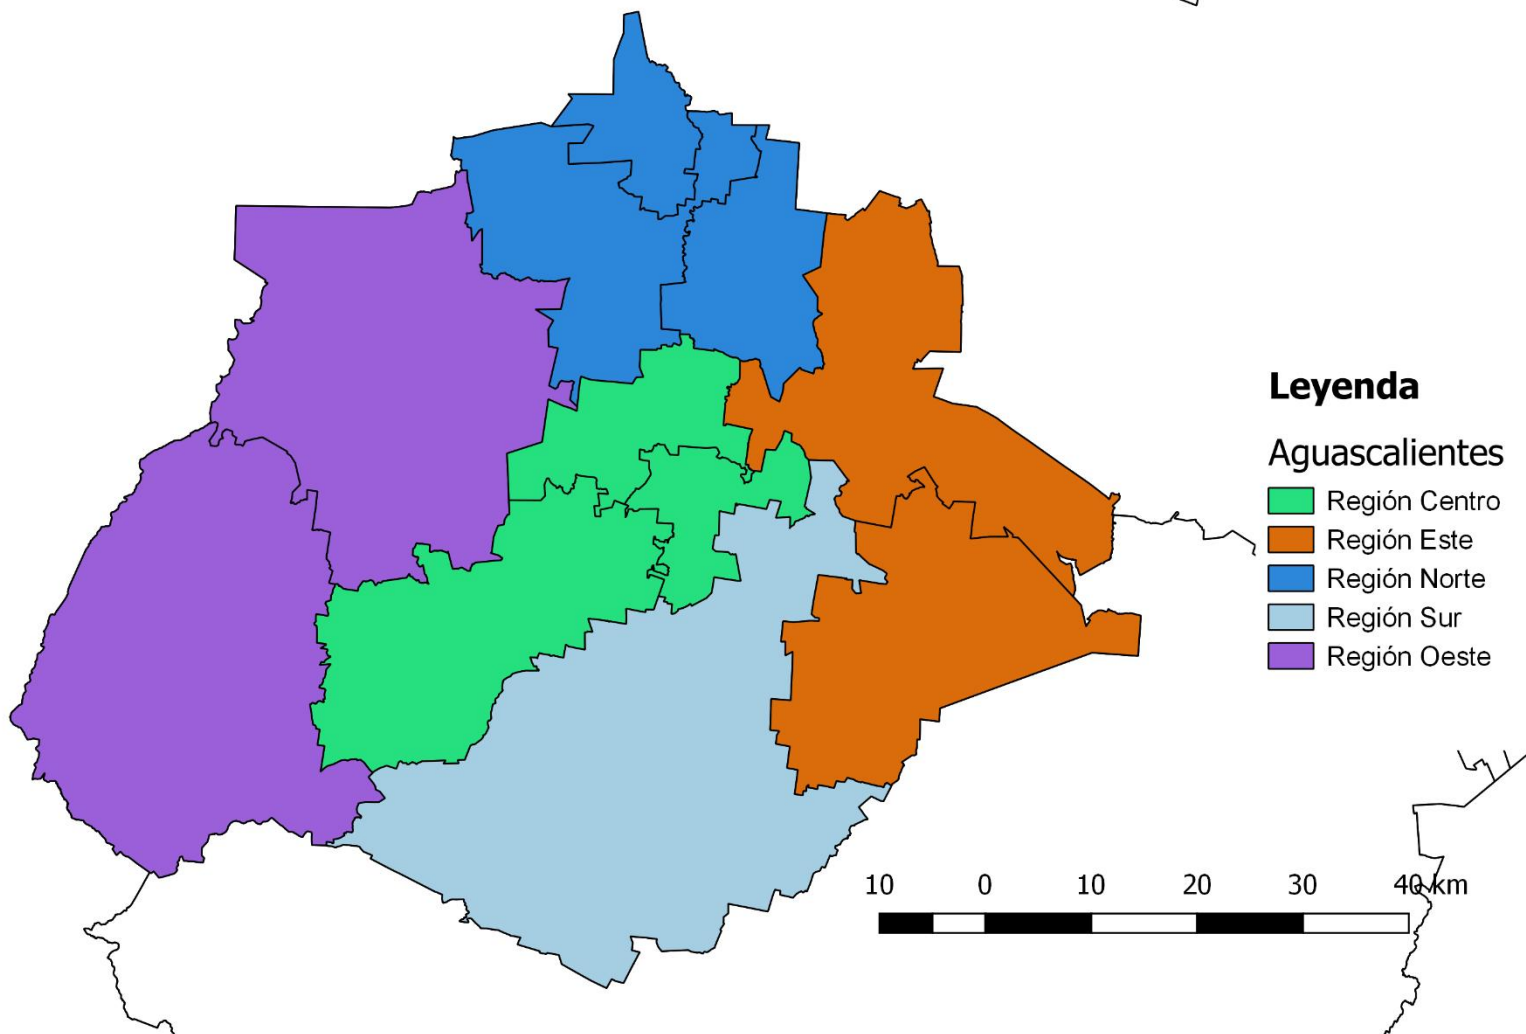 Leyenda
Aguascalientes
Región Centro
Región Este
Región Norte
Región Sur
Región Oeste
10 0 10 20 30 40 km